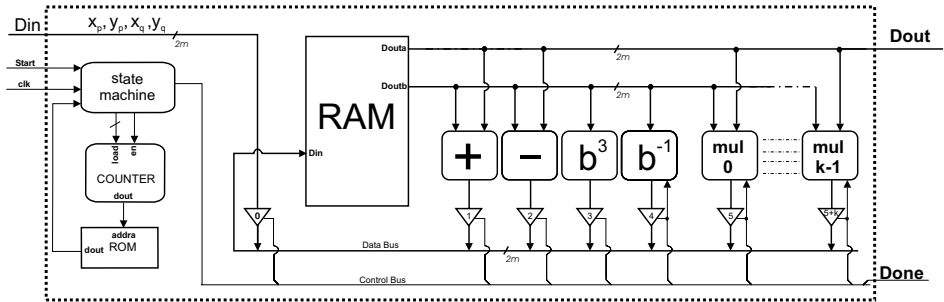 Din
x_p, y_p, x_q, y_q
2m
Start
clk
state
machine
load
en
COUNTER
dout
addra
dout
ROM
RAM
Douta
Doutb
Din
2m
2m
Dout
+
−
b^3
b^-1
mul
0
mul
k-1
0
1
2
3
4
5
5+k
Data Bus
2m
Control Bus
Done